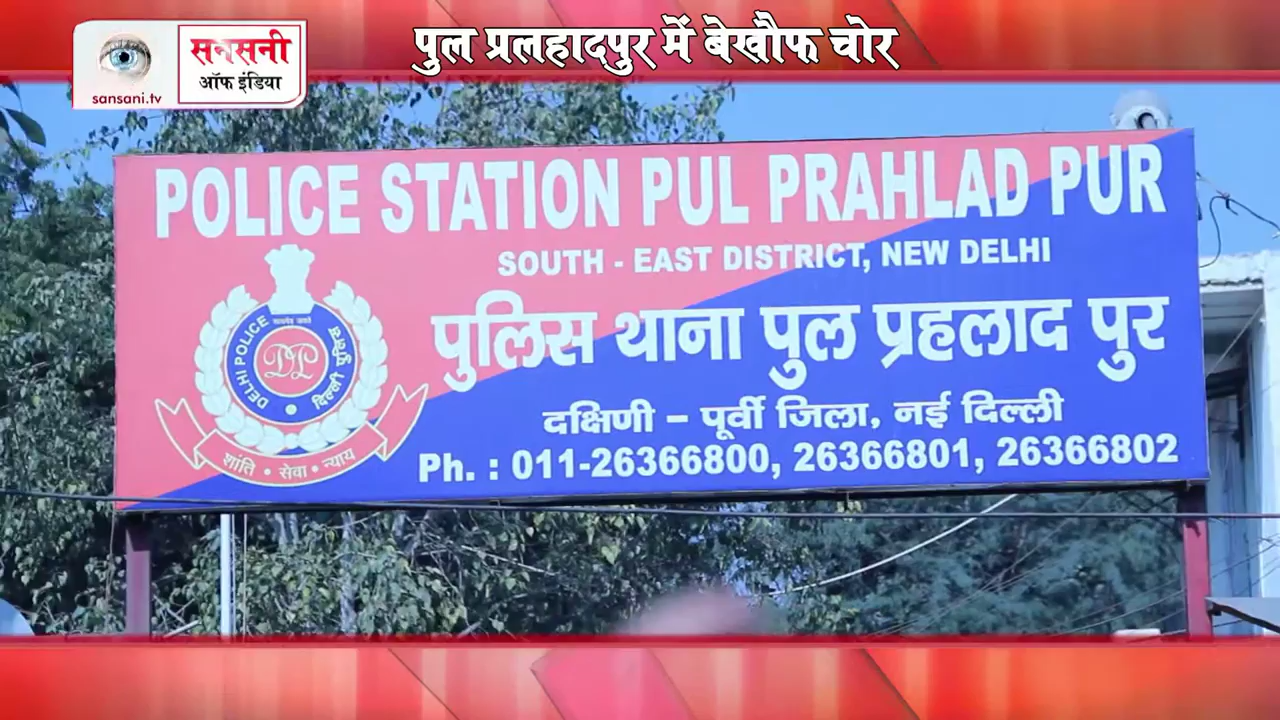 पुल प्रलहादपुर में बेखौफ चोर
सनसनी
ऑफ इंडिया
sansani.tv
POLICE STATION PUL PRAHLAD PUR
SOUTH - EAST DISTRICT, NEW DELHI
पुलिस थाना पुल प्रहलाद पुर
दक्षिणी – पूर्वी जिला, नई दिल्ली
Ph. : 011-26366800, 26366801, 26366802
DELHI POLICE
दिल्ली पुलिस
DP
शांति • सेवा • न्याय